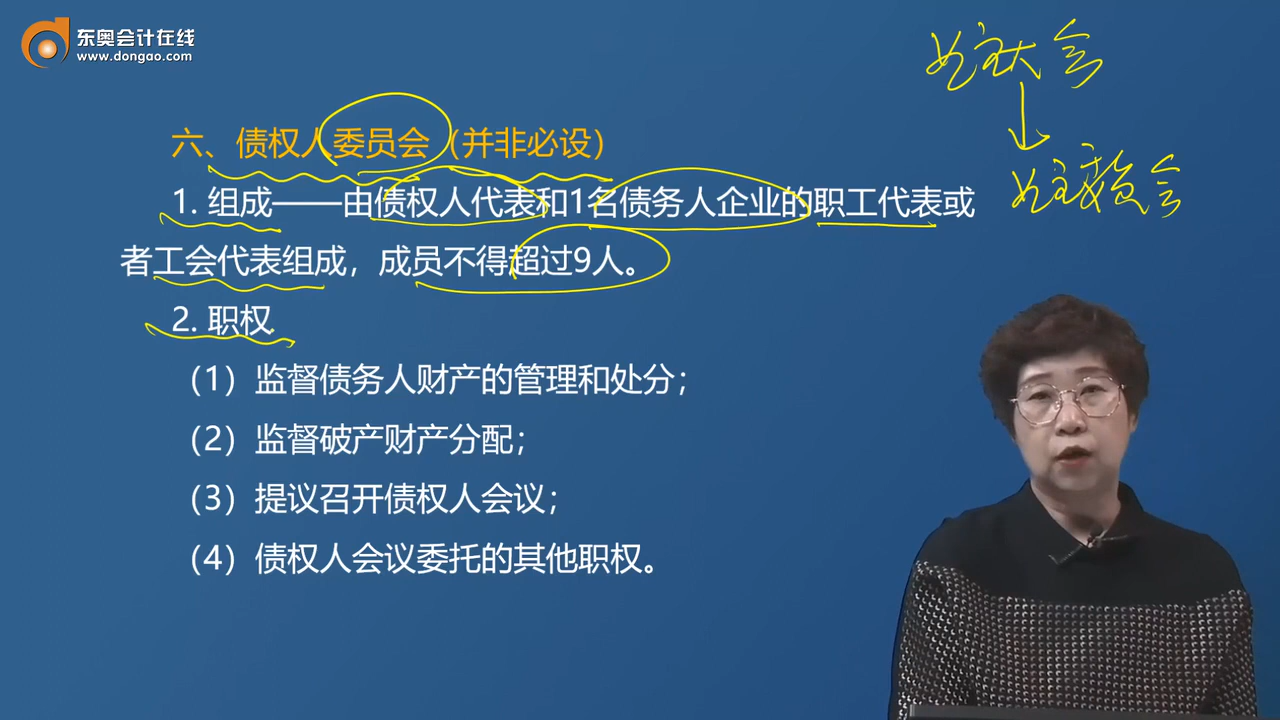 东奥会计在线
www.dongao.com
六、债权人委员会（并非必设）
1. 组成——由债权人代表和1名债务人企业的职工代表或
者工会代表组成，成员不得超过9人。
2. 职权
（1）监督债务人财产的管理和处分；
（2）监督破产财产分配；
（3）提议召开债权人会议；
（4）债权人会议委托的其他职权。